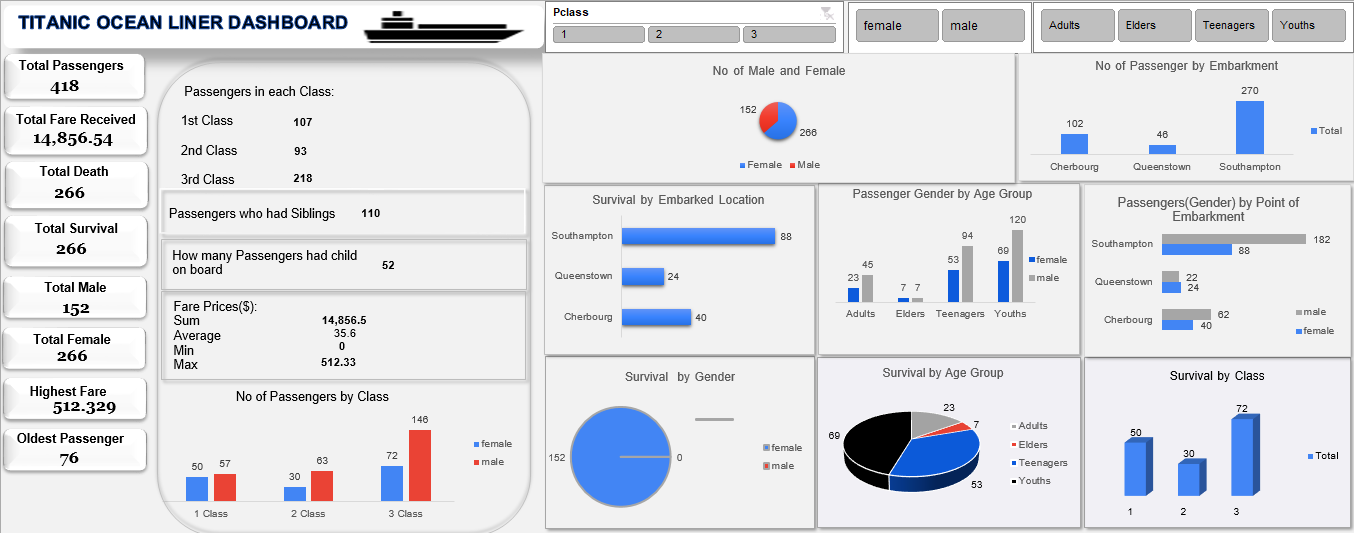 TITANIC OCEAN LINER DASHBOARD
Pclass
1 2 3
female male
Adults Elders Teenagers Youths
Total Passengers
418
Total Fare Received
14,856.54
Total Death
266
Total Survival
266
Total Male
152
Total Female
266
Highest Fare
512.329
Oldest Passenger
76
Passengers in each Class:
1st Class 107
2nd Class 93
3rd Class 218
Passengers who had Siblings 110
How many Passengers had child
on board 52
Fare Prices($):
Sum 14,856.5
Average 35.6
Min 0
Max 512.33
No of Passengers by Class
50 57 30 63 72 146
1 Class 2 Class 3 Class
female
male
No of Male and Female
152
266
Female Male
No of Passenger by Embarkment
102 46 270
Cherbourg Queenstown Southampton
Total
Survival by Embarked Location
Southampton 88
Queenstown 24
Cherbourg 40
Passenger Gender by Age Group
23 45 7 7 53 94 69 120
Adults Elders Teenagers Youths
female
male
Passengers(Gender) by Point of
Embarkment
Southampton 182
88
Queenstown 22
24
Cherbourg 62
40
male
female
Survival by Gender
152 0
female
male
Survival by Age Group
23
7
69
53
Adults
Elders
Teenagers
Youths
Survival by Class
50 30 72
1 2 3
Total